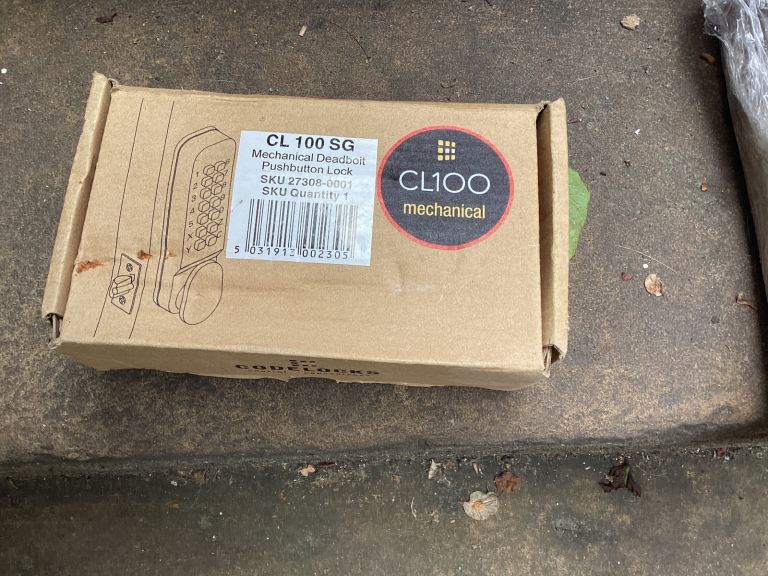 CL 100 SG
Mechanical Deadbolt
Pushbutton Lock
SKU 27308-0001
SKU Quantity 1
5 031913 002305
CL100
mechanical
CODELOCKS